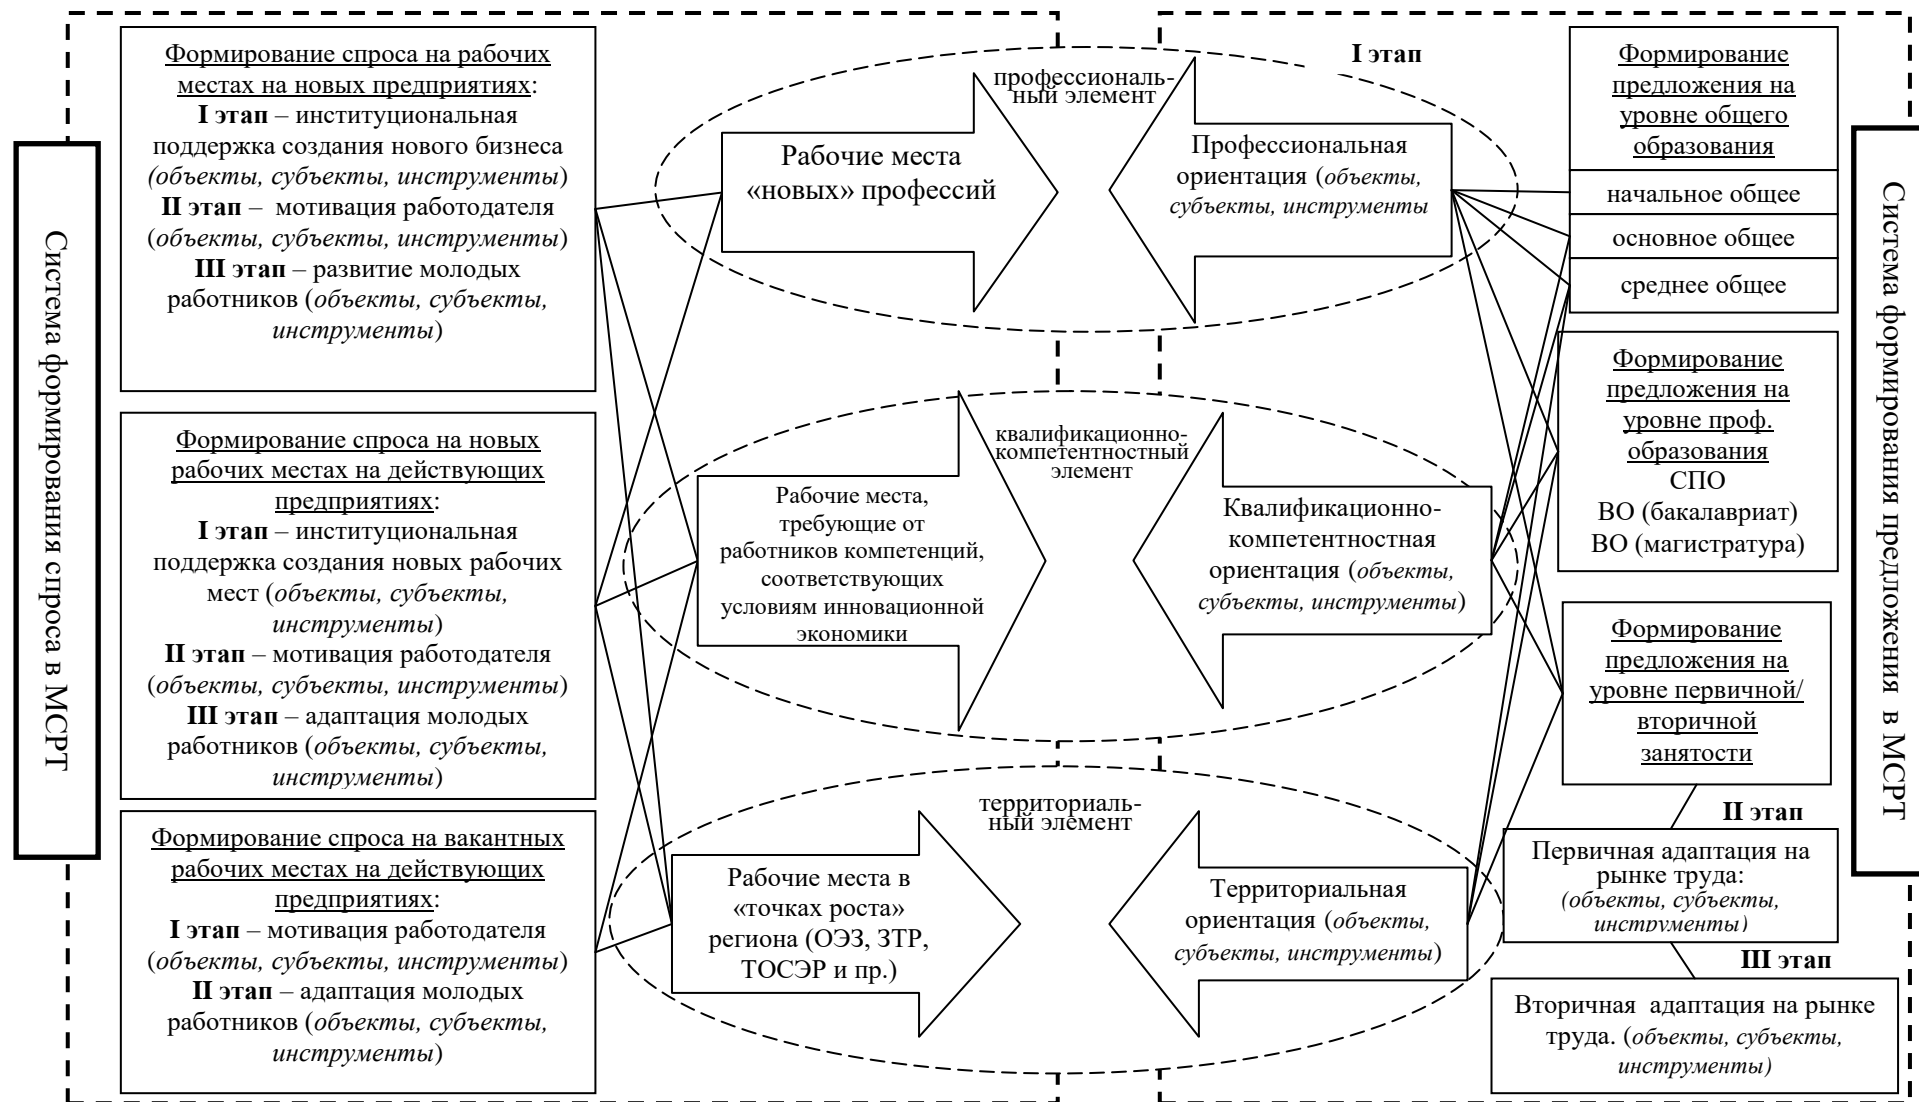 Система формирования спроса в МСРТ
Формирование спроса на рабочих
местах на новых предприятиях:
I этап – институциональная
поддержка создания нового бизнеса
(объекты, субъекты, инструменты)
II этап – мотивация работодателя
(объекты, субъекты, инструменты)
III этап – развитие молодых
работников (объекты, субъекты,
инструменты)
Формирование спроса на новых
рабочих местах на действующих
предприятиях:
I этап – институциональная
поддержка создания новых рабочих
мест (объекты, субъекты,
инструменты)
II этап – мотивация работодателя
(объекты, субъекты, инструменты)
III этап – адаптация молодых
работников (объекты, субъекты,
инструменты)
Формирование спроса на вакантных
рабочих местах на действующих
предприятиях:
I этап – мотивация работодателя
(объекты, субъекты, инструменты)
II этап – адаптация молодых
работников (объекты, субъекты,
инструменты)
профессиональ-
ный элемент
Рабочие места
«новых» профессий
Профессиональная
ориентация (объекты,
субъекты, инструменты
квалификационно-
компетентностный
элемент
Рабочие места,
требующие от
работников компетенций,
соответствующих
условиям инновационной
экономики
Квалификационно-
компетентностная
ориентация (объекты,
субъекты, инструменты)
территориаль-
ный элемент
Рабочие места в
«точках роста»
региона (ОЭЗ, ЗТР,
ТОСЭР и пр.)
Территориальная
ориентация (объекты,
субъекты, инструменты)
I этап
Формирование
предложения на
уровне общего
образования
начальное общее
основное общее
среднее общее
Формирование
предложения на
уровне проф.
образования
СПО
ВО (бакалавриат)
ВО (магистратура)
Формирование
предложения на
уровне первичной/
вторичной
занятости
II этап
Первичная адаптация на
рынке труда:
(объекты, субъекты,
инструменты)
III этап
Вторичная адаптация на рынке
труда. (объекты, субъекты,
инструменты)
Система формирования предложения в МСРТ